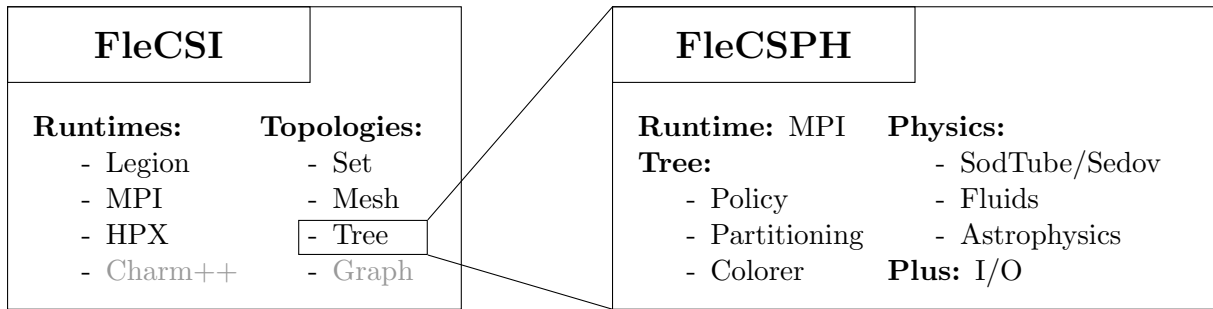 FleCSI
Runtimes:
- Legion
- MPI
- HPX
- Charm++
Topologies:
- Set
- Mesh
- Tree
- Graph
FleCSPH
Runtime: MPI
Tree:
- Policy
- Partitioning
- Colorer
Physics:
- SodTube/Sedov
- Fluids
- Astrophysics
Plus: I/O